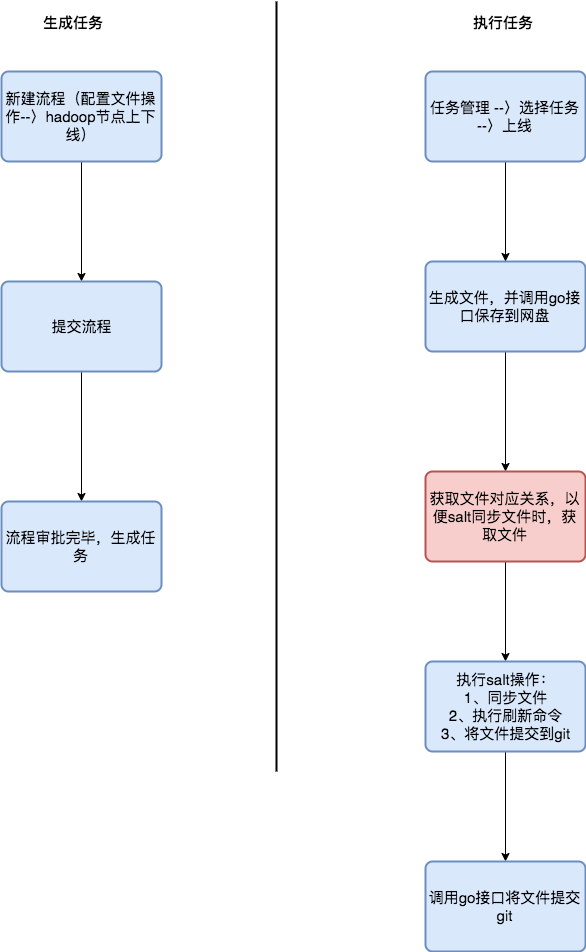 生成任务
新建流程（配置文件操
作--〉hadoop节点上下
线）
提交流程
流程审批完毕，生成任
务
执行任务
任务管理 --〉选择任务
--〉上线
生成文件，并调用go接
口保存到网盘
获取文件对应关系，以
便salt同步文件时，获
取文件
执行salt操作：
1、同步文件
2、执行刷新命令
3、将文件提交到git
调用go接口将文件提交
git